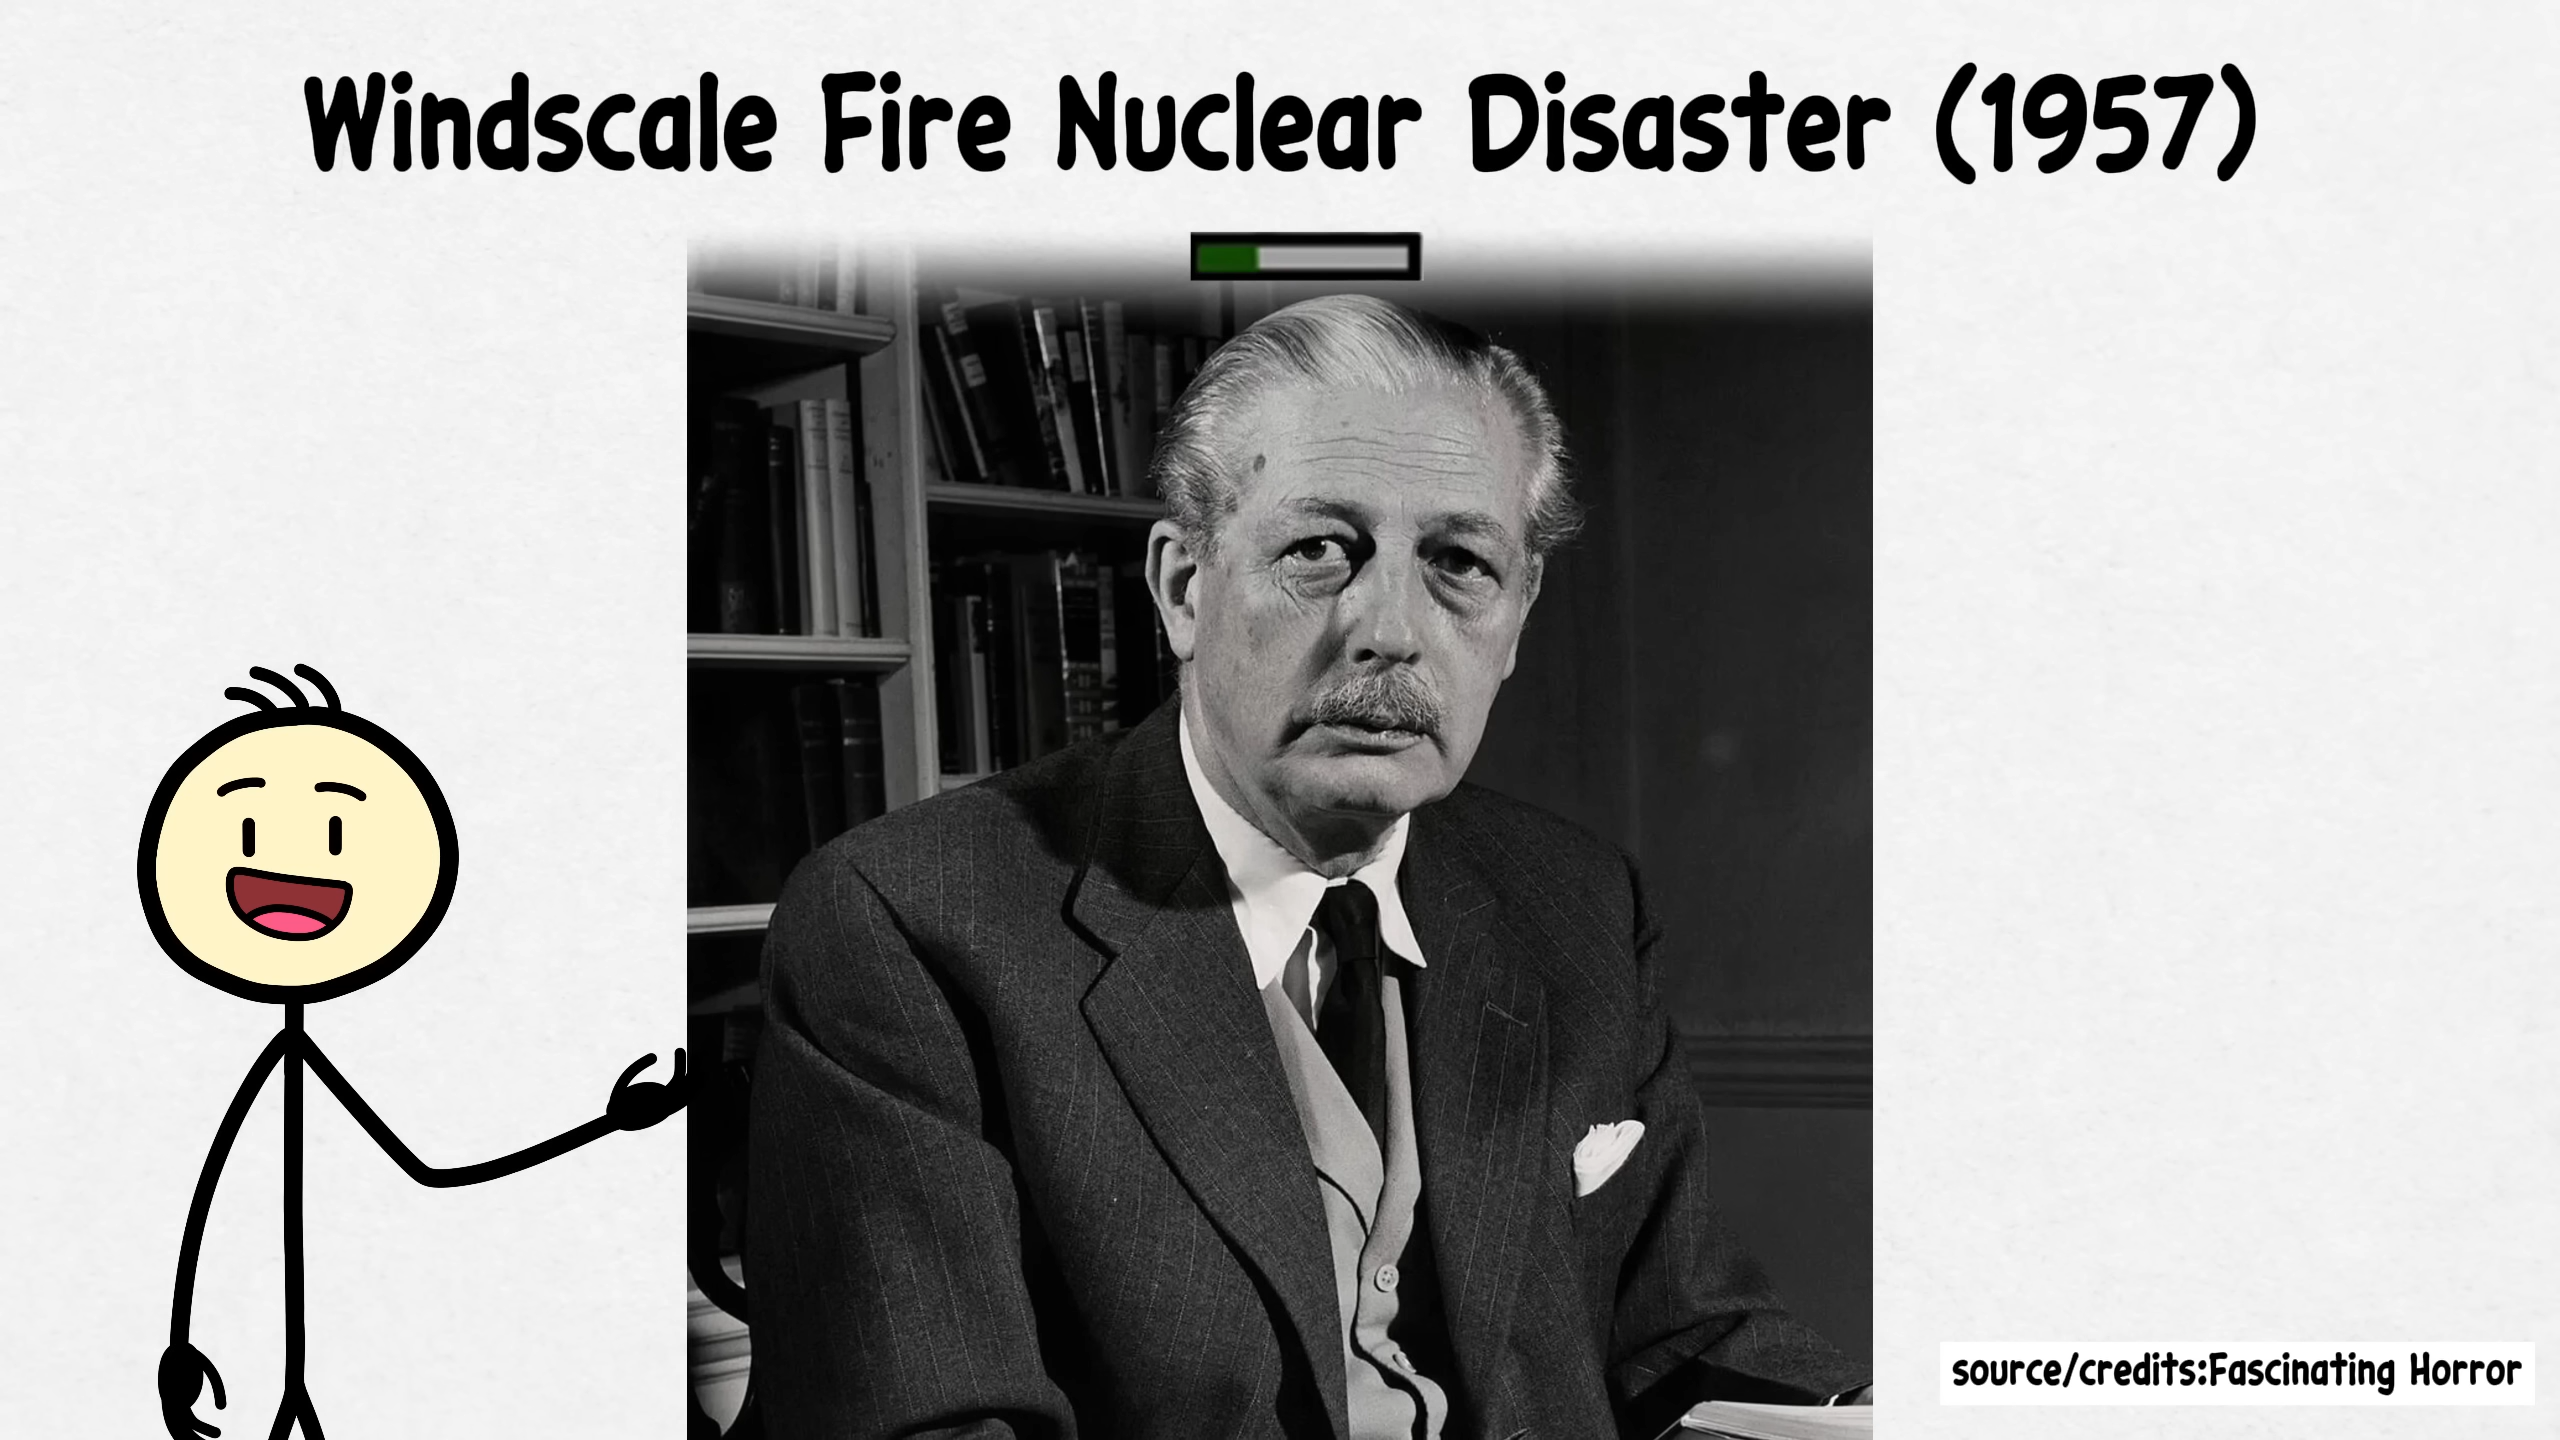 Windscale Fire Nuclear Disaster (1957)
source/credits:Fascinating Horror